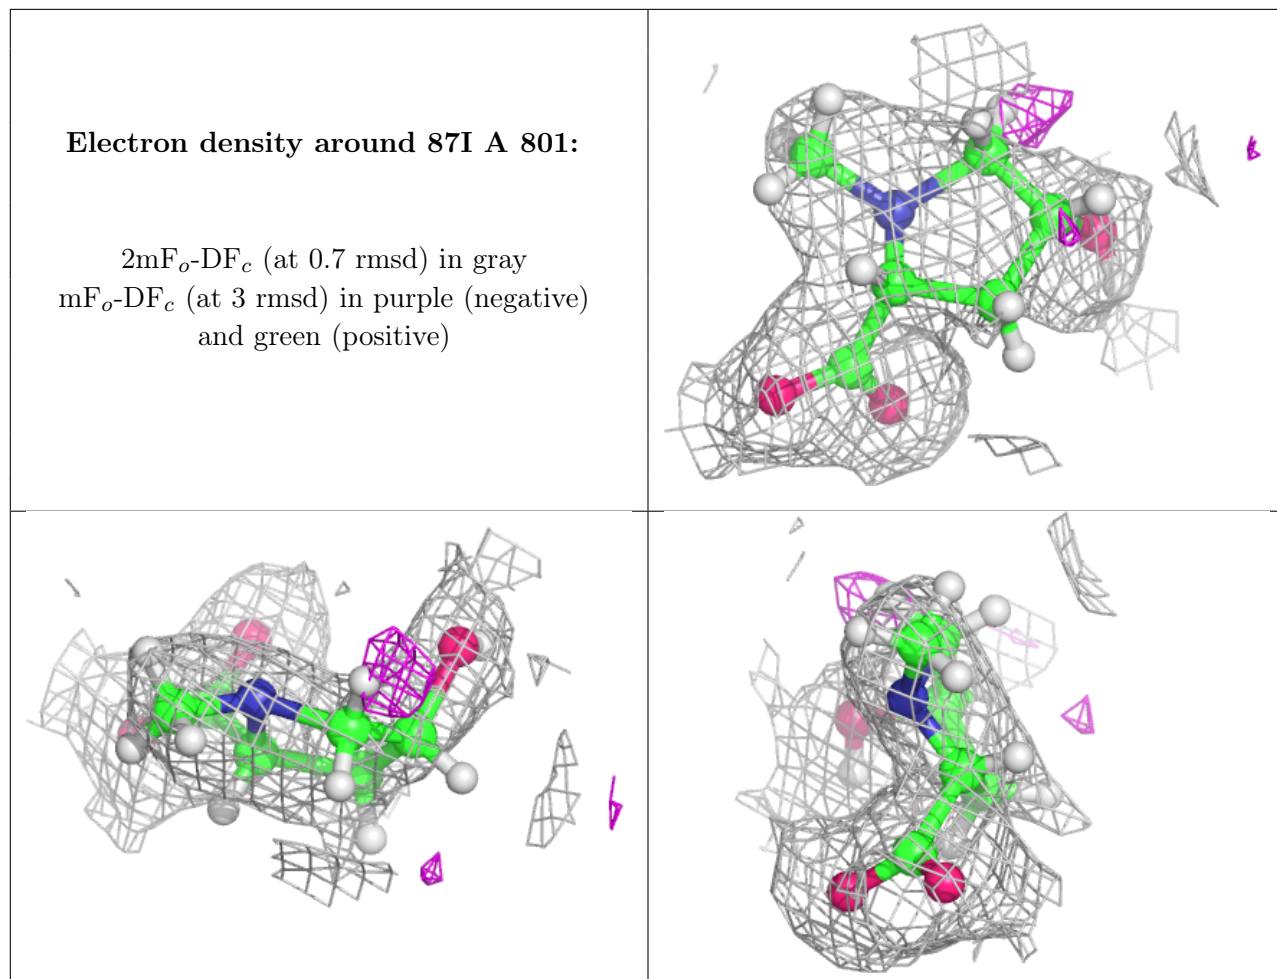 Electron density around 87I A 801:
2mFₒ-DF𝒸 (at 0.7 rmsd) in gray
mFₒ-DF𝒸 (at 3 rmsd) in purple (negative)
and green (positive)